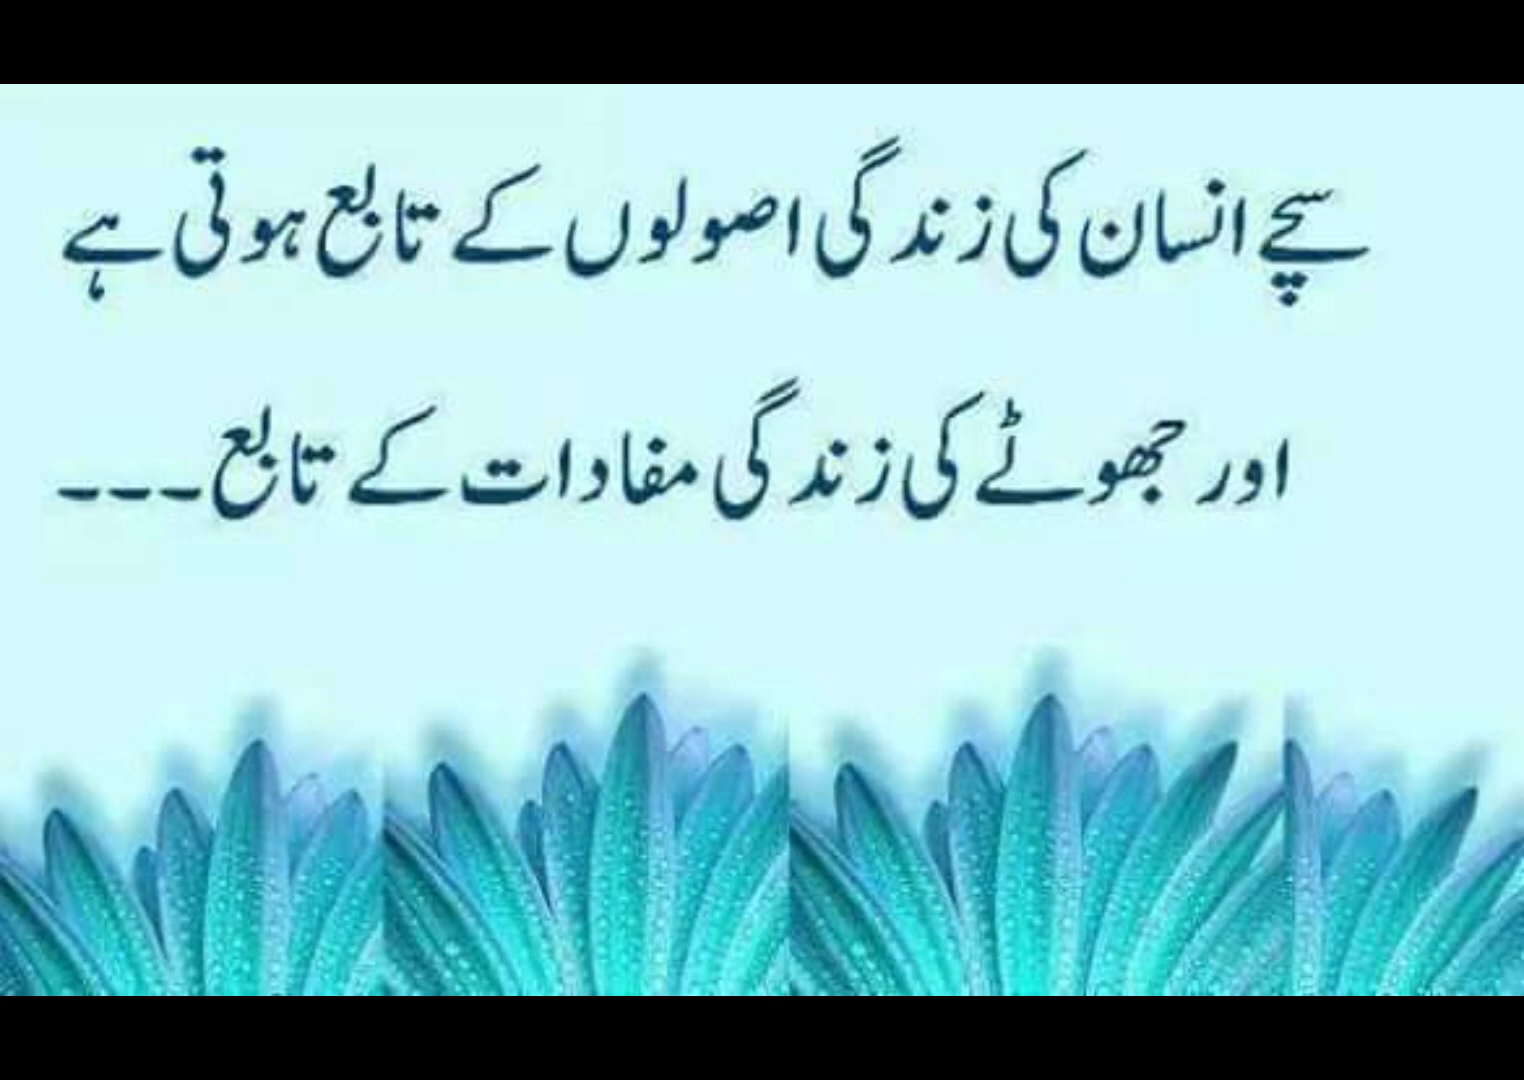 سچے انسان کی زندگی اصولوں کے تابع ہوتی ہے
اور جھوٹے کی زندگی مفادات کے تابع۔۔۔